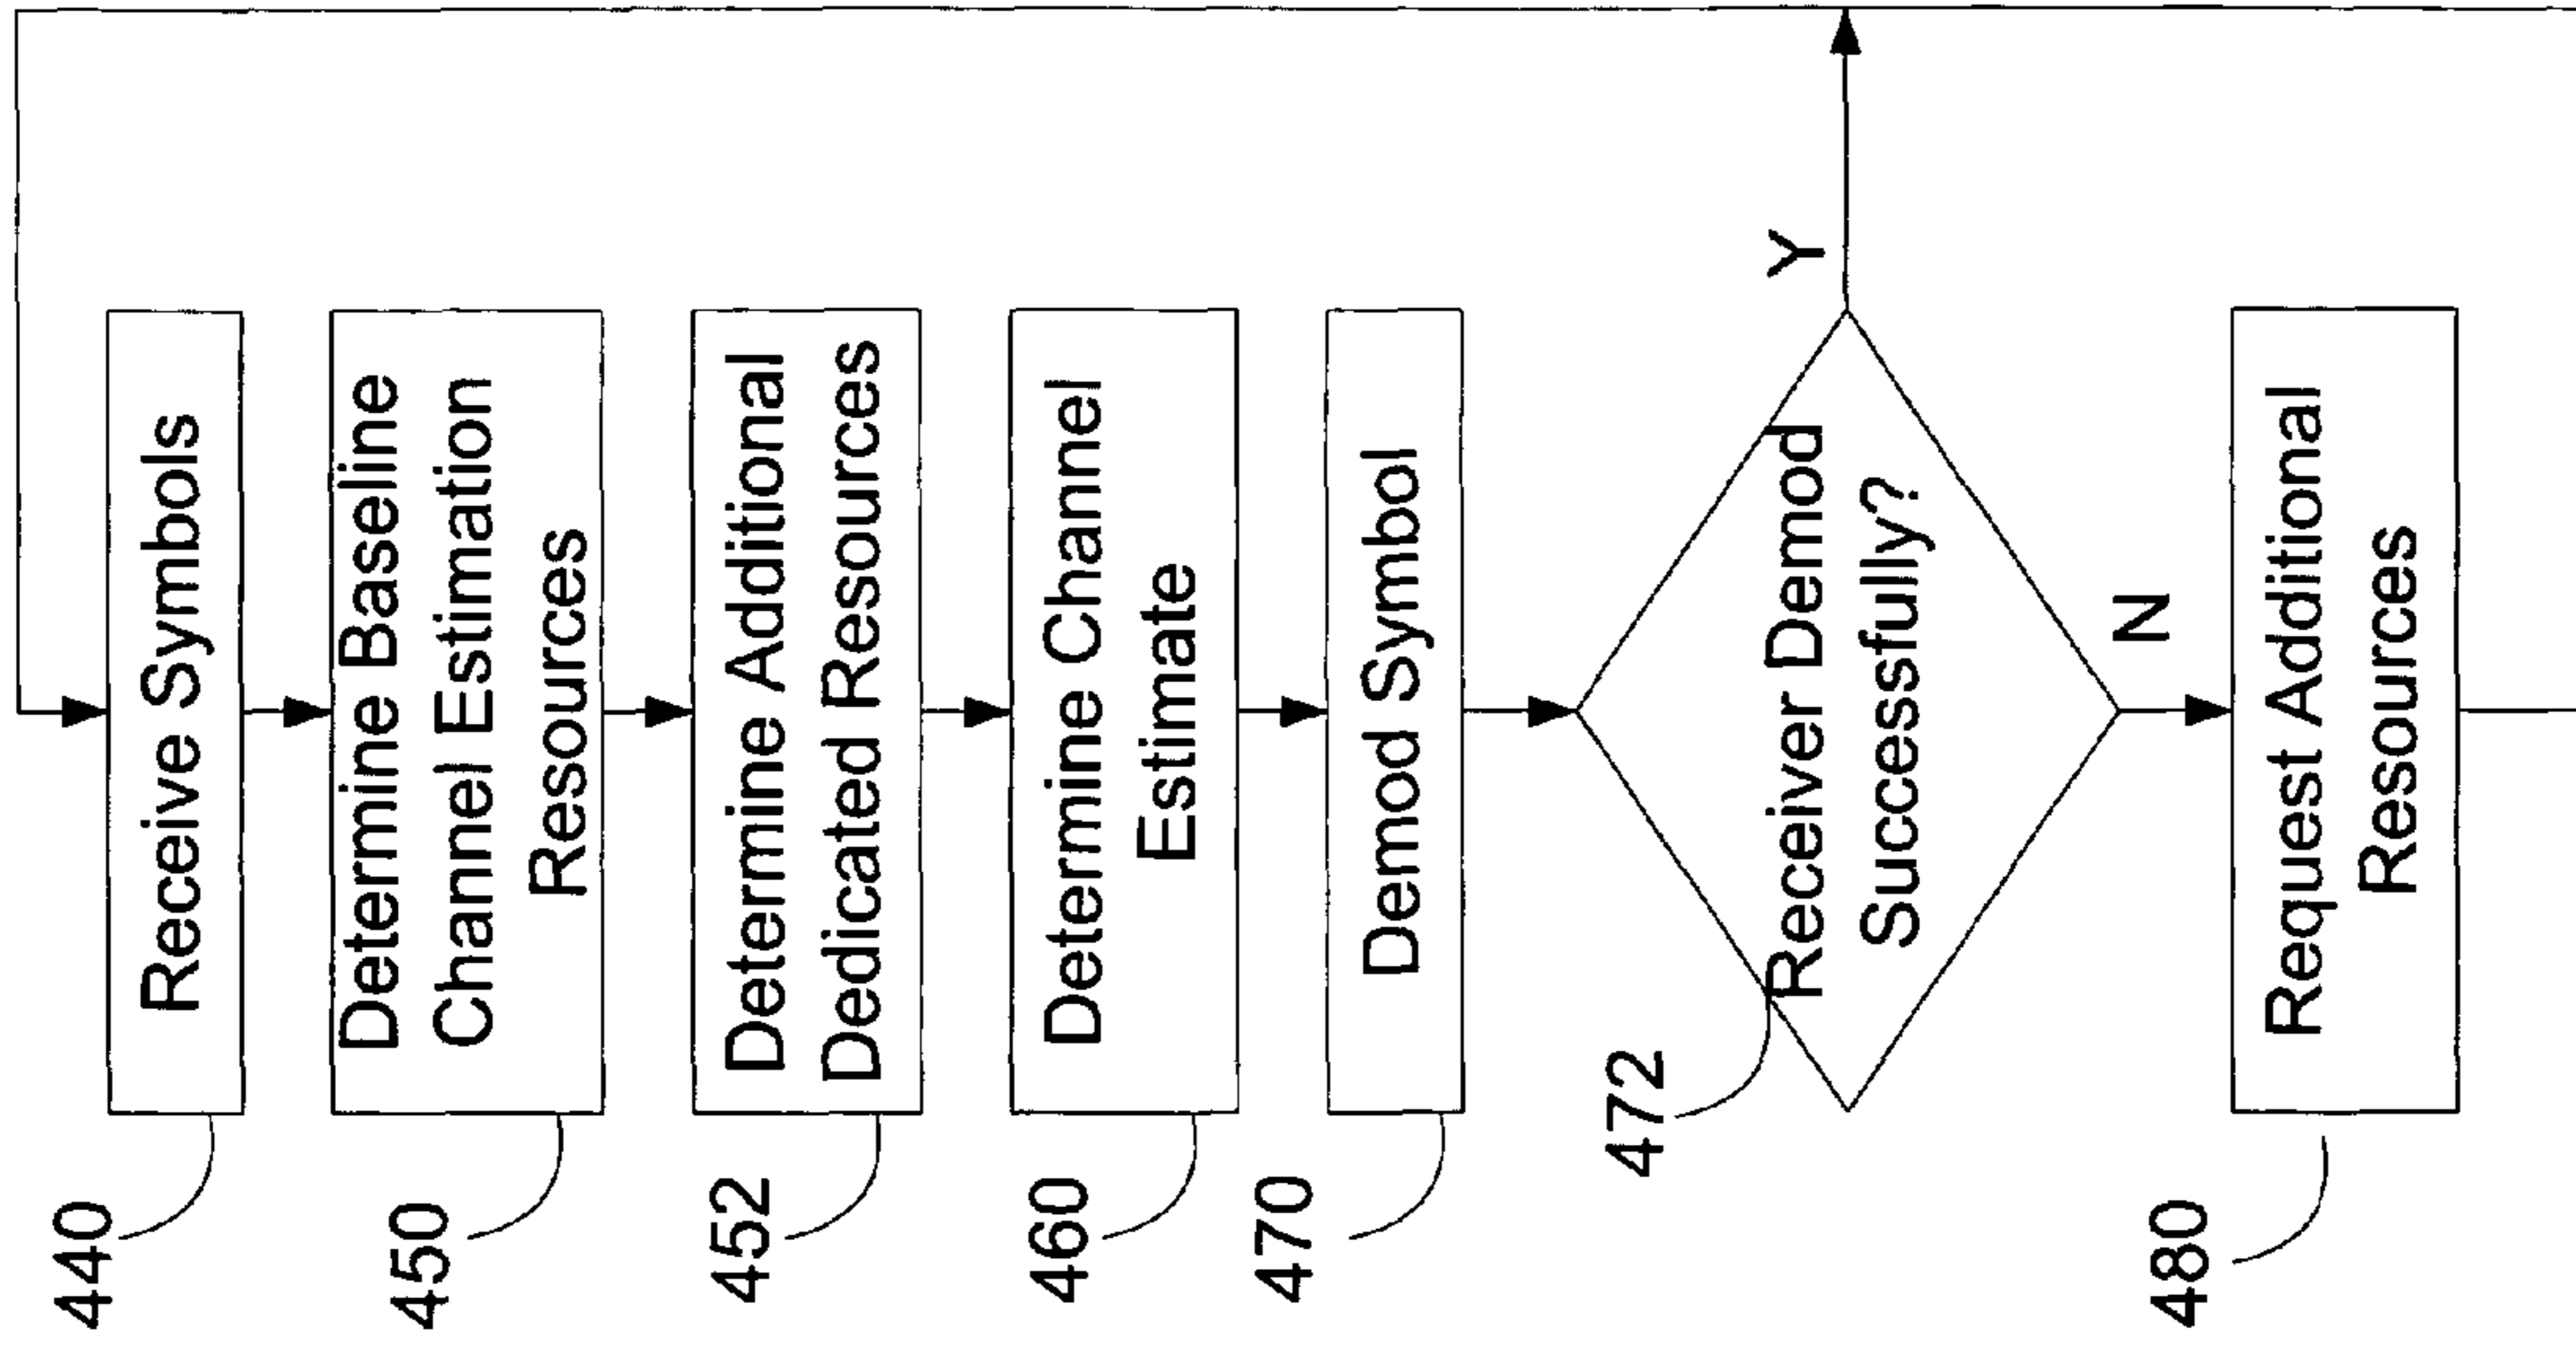 440
Receive Symbols
450
Determine Baseline
Channel Estimation
Resources
452
Determine Additional
Dedicated Resources
460
Determine Channel
Estimate
470
Demod Symbol
472
Receiver Demod
Successfully?
Y
N
480
Request Additional
Resources